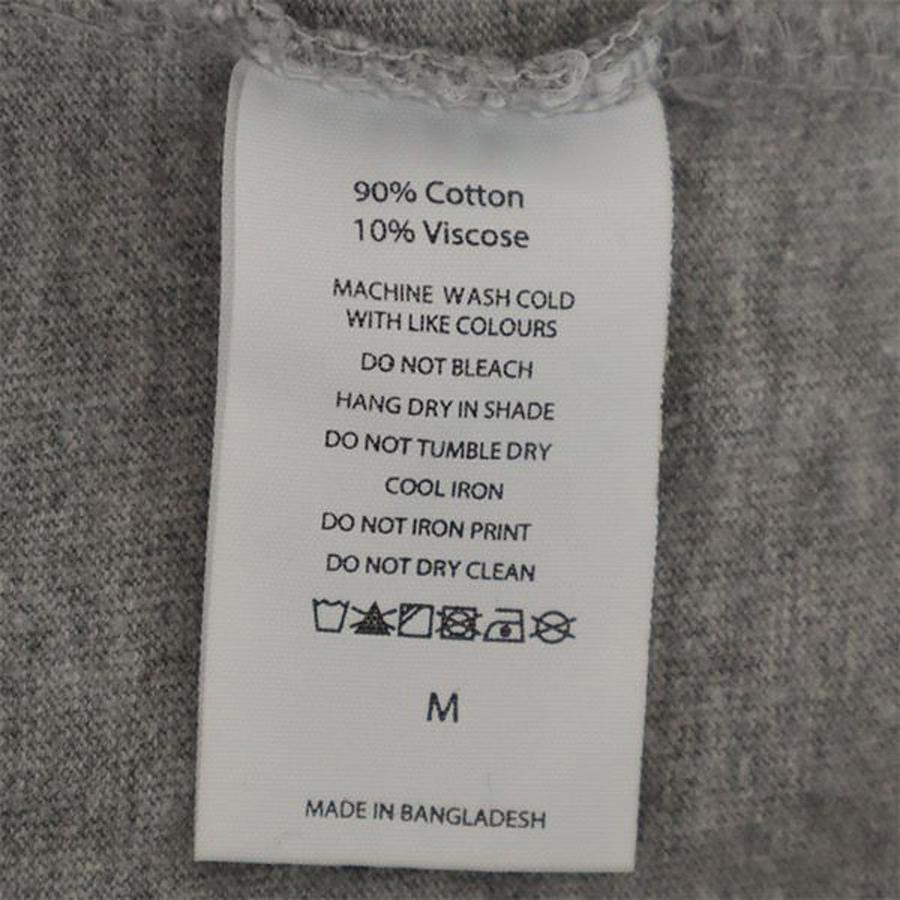 90% Cotton
10% Viscose
MACHINE WASH COLD
WITH LIKE COLOURS
DO NOT BLEACH
HANG DRY IN SHADE
DO NOT TUMBLE DRY
COOL IRON
DO NOT IRON PRINT
DO NOT DRY CLEAN
M
MADE IN BANGLADESH